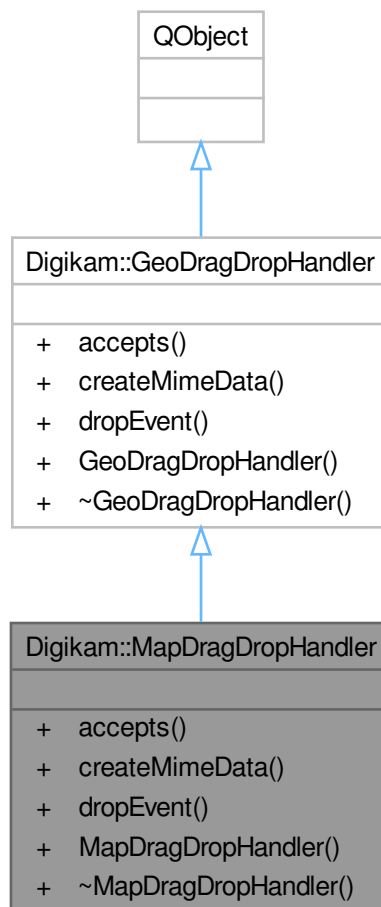 QObject
Digikam::GeoDragDropHandler
+ accepts()
+ createMimeData()
+ dropEvent()
+ GeoDragDropHandler()
+ ~GeoDragDropHandler()
Digikam::MapDragDropHandler
+ accepts()
+ createMimeData()
+ dropEvent()
+ MapDragDropHandler()
+ ~MapDragDropHandler()